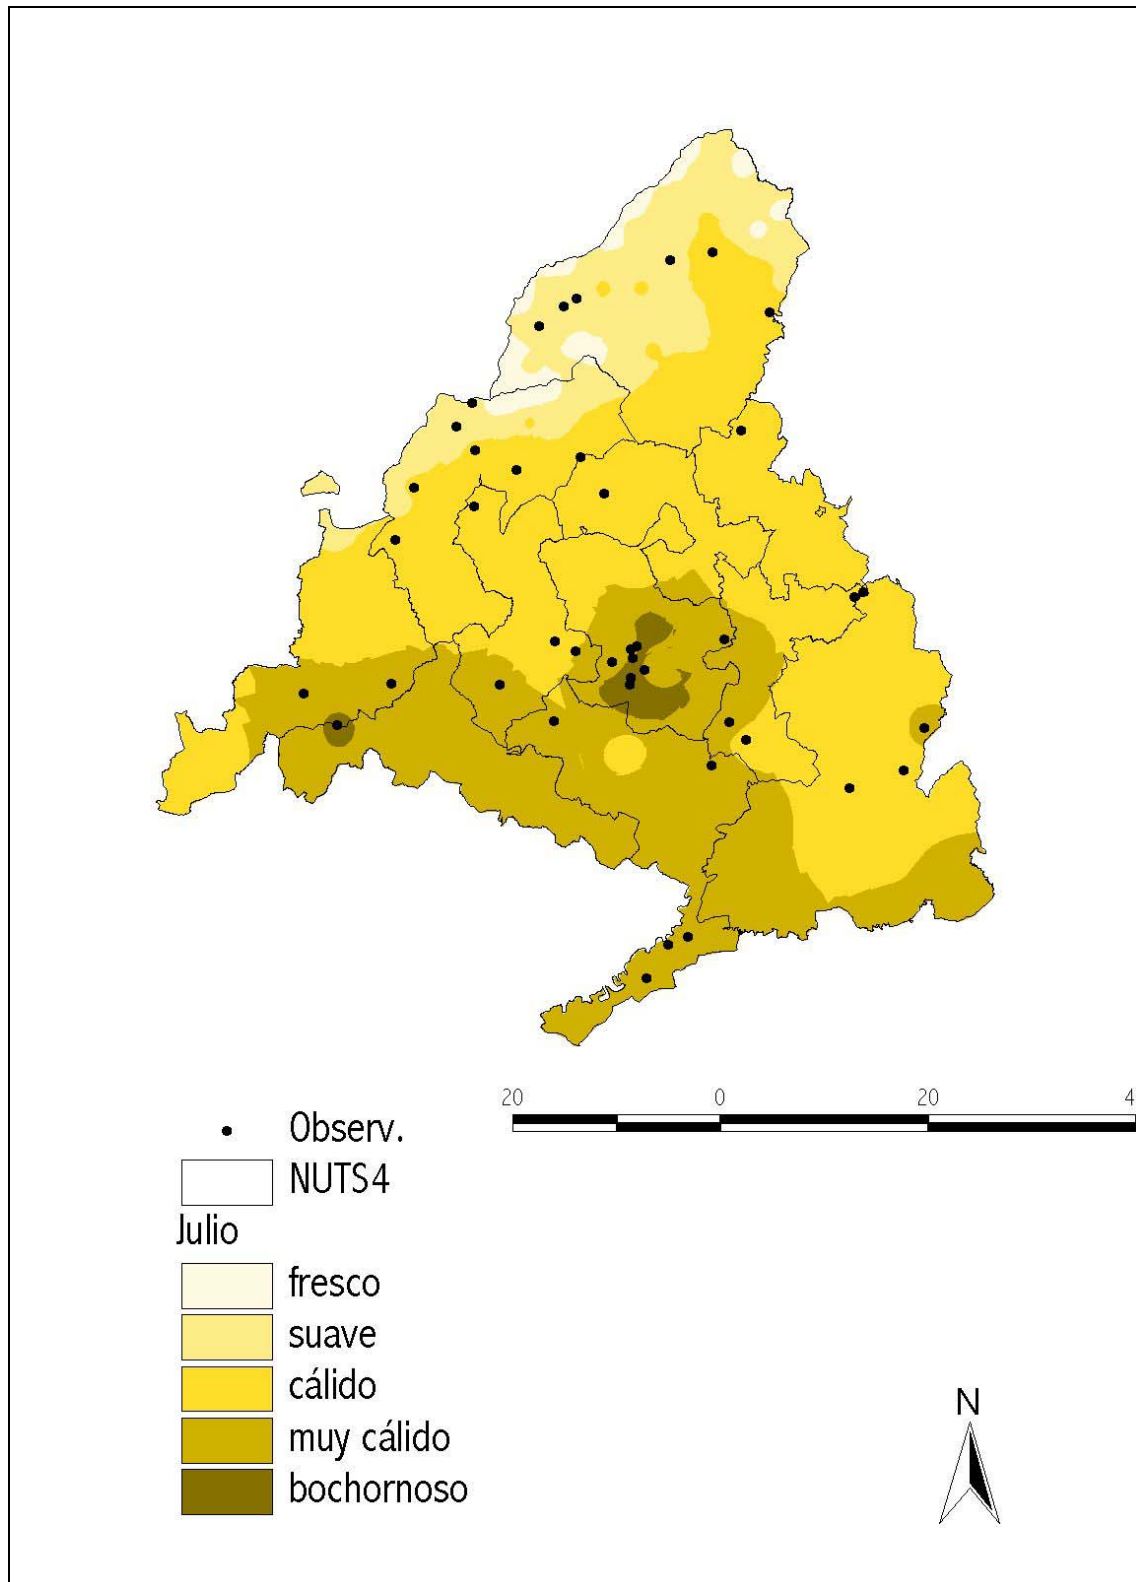 20 0 20 4
Observ.
NUTS4
Julio
fresco
suave
cálido
muy cálido
bochornoso
N